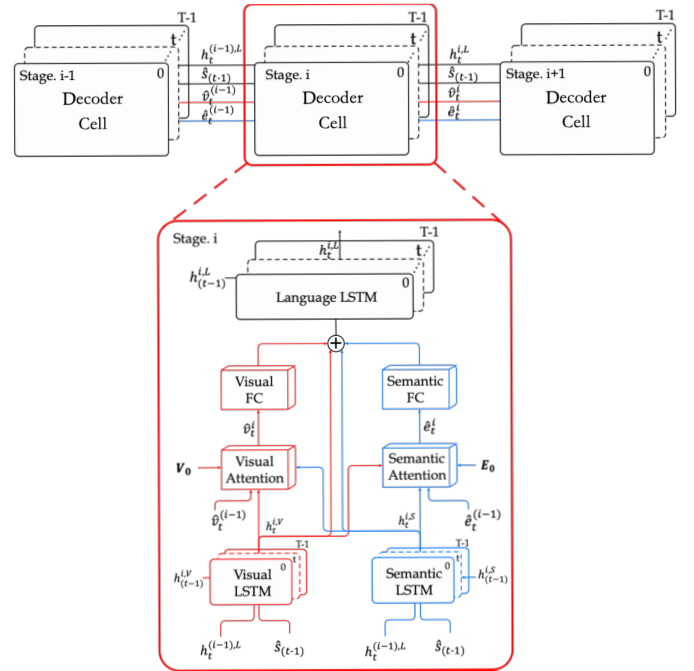 T-1 T-1 T-1
t t t
Stage. i-1 0 Stage. i 0 Stage. i+1 0
h_t^{(i-1),L} h_t^{i,L}
ŝ_{(t-1)} ŝ_{(t-1)}
Decoder Decoder Decoder
v̂_t^{(i-1)} v̂_t^i
Cell Cell Cell
ê_t^{(i-1)} ê_t^i
Stage. i T-1
h_t^{i,L} t
h_{(t-1)}^{i,L} 0
Language LSTM
+
Visual Semantic
FC FC
v̂_t^i ê_t^i
V_0 Visual Semantic E_0
Attention Attention
v̂_t^{(i-1)} ê_t^{(i-1)}
h_t^{i,V} h_t^{i,S}
T-1 T-1
t t
0 0
h_{(t-1)}^{i,V} Visual Semantic h_{(t-1)}^{i,S}
LSTM LSTM
h_t^{(i-1),L} ŝ_{(t-1)} h_t^{(i-1),L} ŝ_{(t-1)}